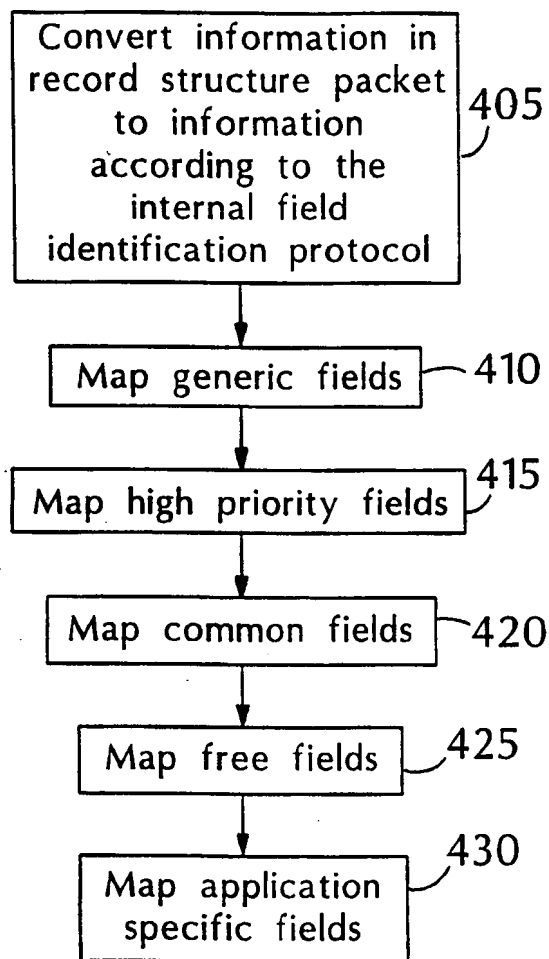 Convert information in
record structure packet
to information
according to the
internal field
identification protocol
405
Map generic fields
410
Map high priority fields
415
Map common fields
420
Map free fields
425
Map application
specific fields
430